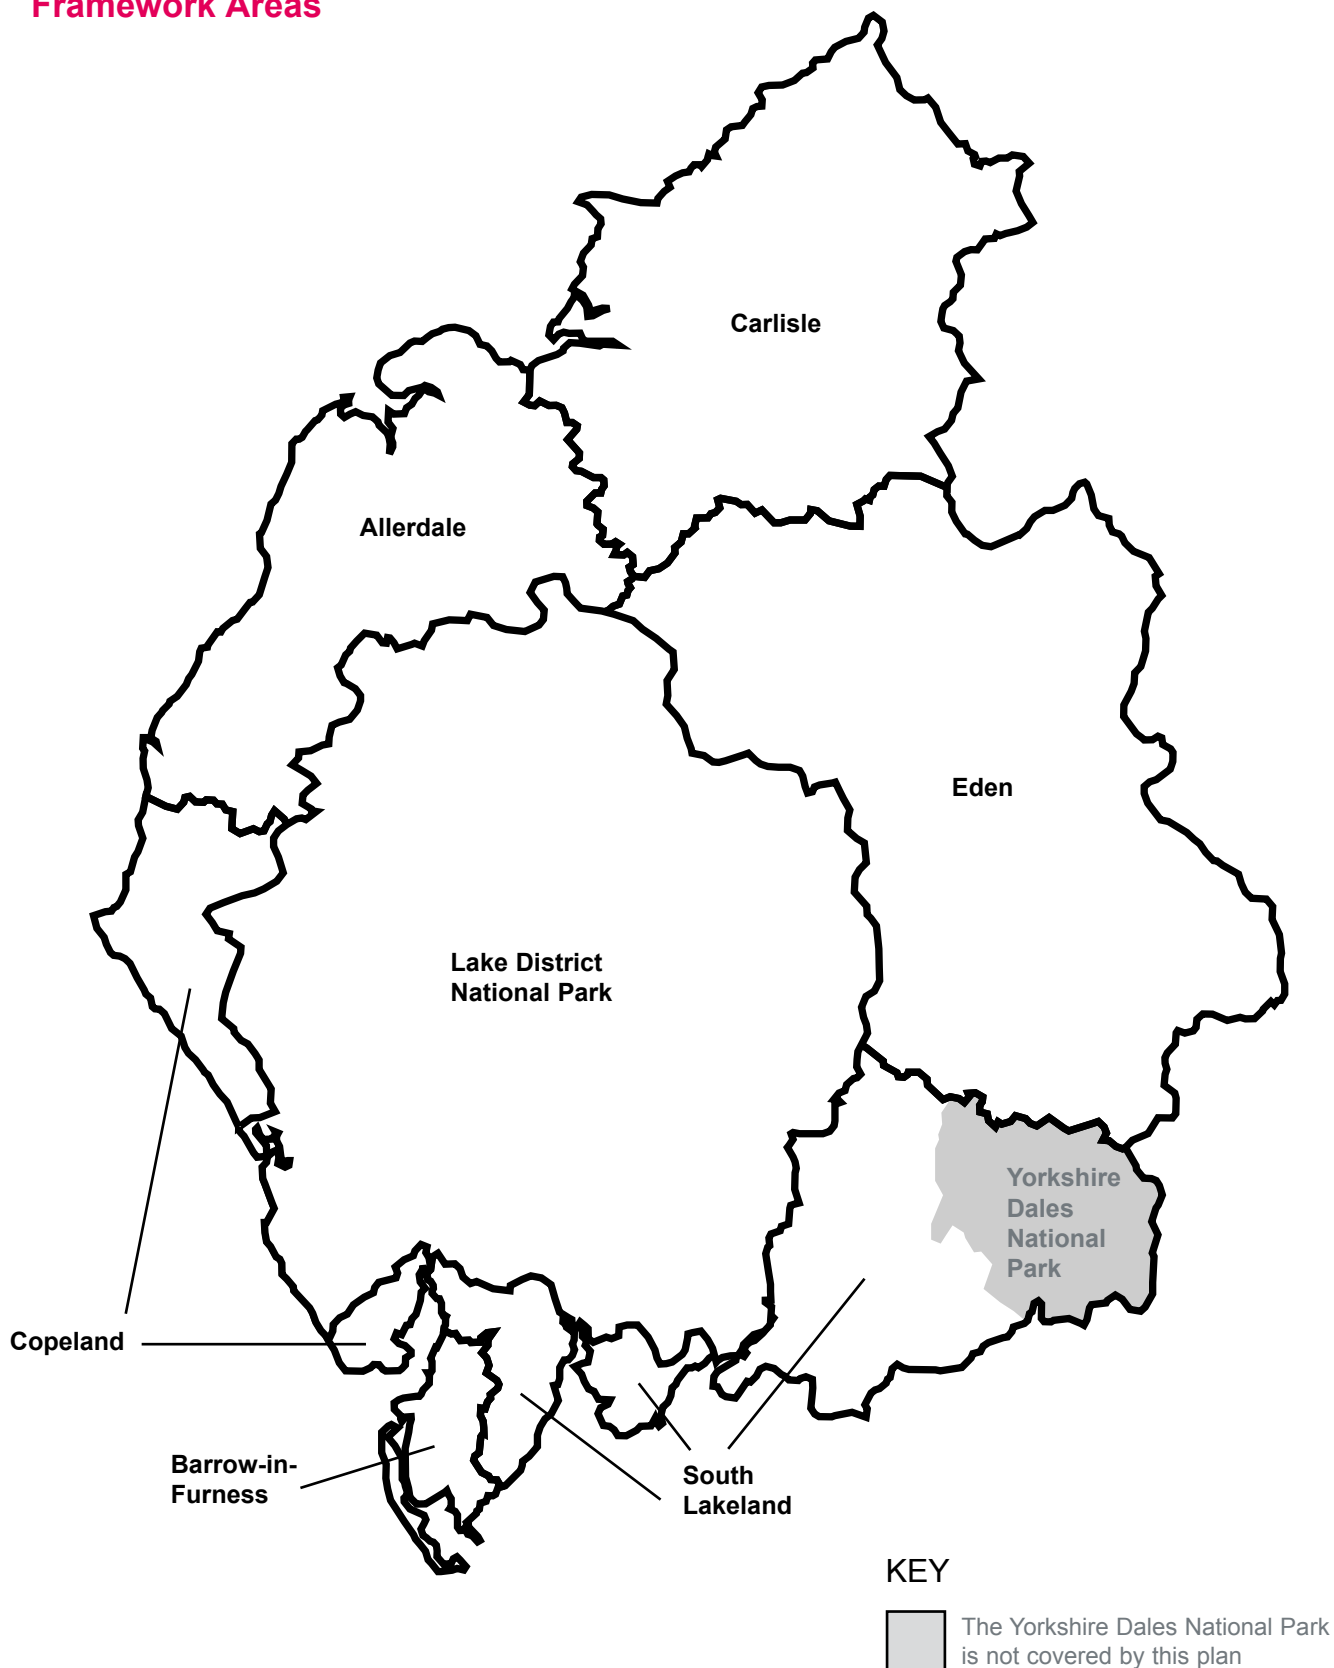 Framework Areas
Carlisle
Allerdale
Eden
Lake District
National Park
Yorkshire
Dales
National
Park
Copeland
Barrow-in-
Furness
South
Lakeland
KEY
The Yorkshire Dales National Park
is not covered by this plan